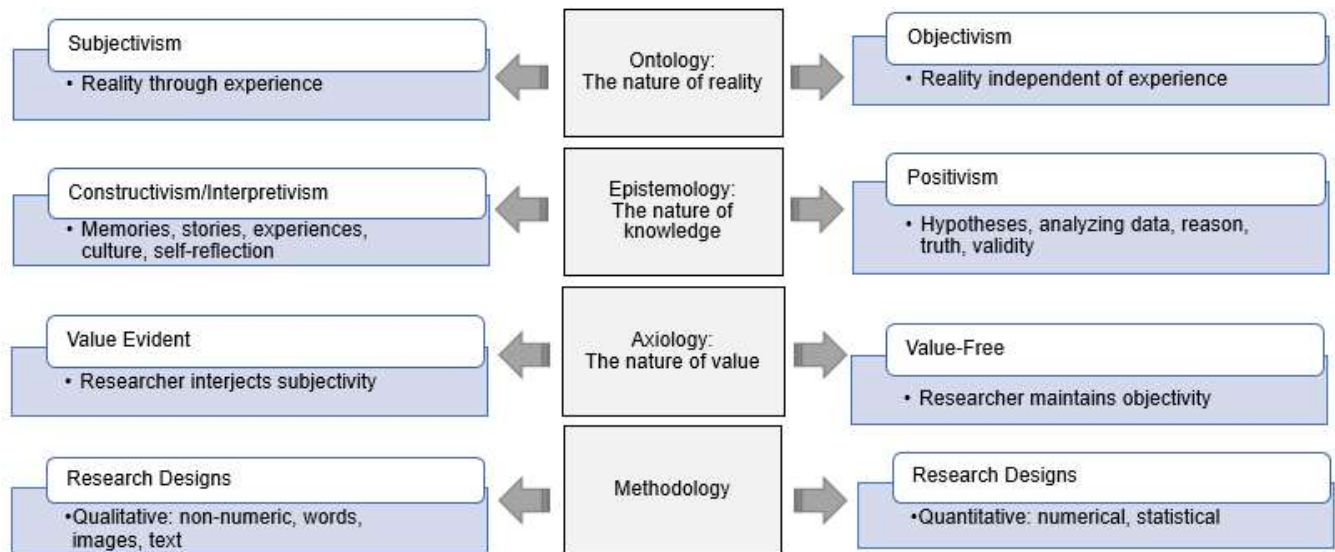 Subjectivism
• Reality through experience
Ontology:
The nature of reality
Objectivism
• Reality independent of experience
Constructivism/Interpretivism
• Memories, stories, experiences,
culture, self-reflection
Epistemology:
The nature of
knowledge
Positivism
• Hypotheses, analyzing data, reason,
truth, validity
Value Evident
• Researcher interjects subjectivity
Axiology:
The nature of value
Value-Free
• Researcher maintains objectivity
Research Designs
•Qualitative: non-numeric, words,
images, text
Methodology
Research Designs
•Quantitative: numerical, statistical